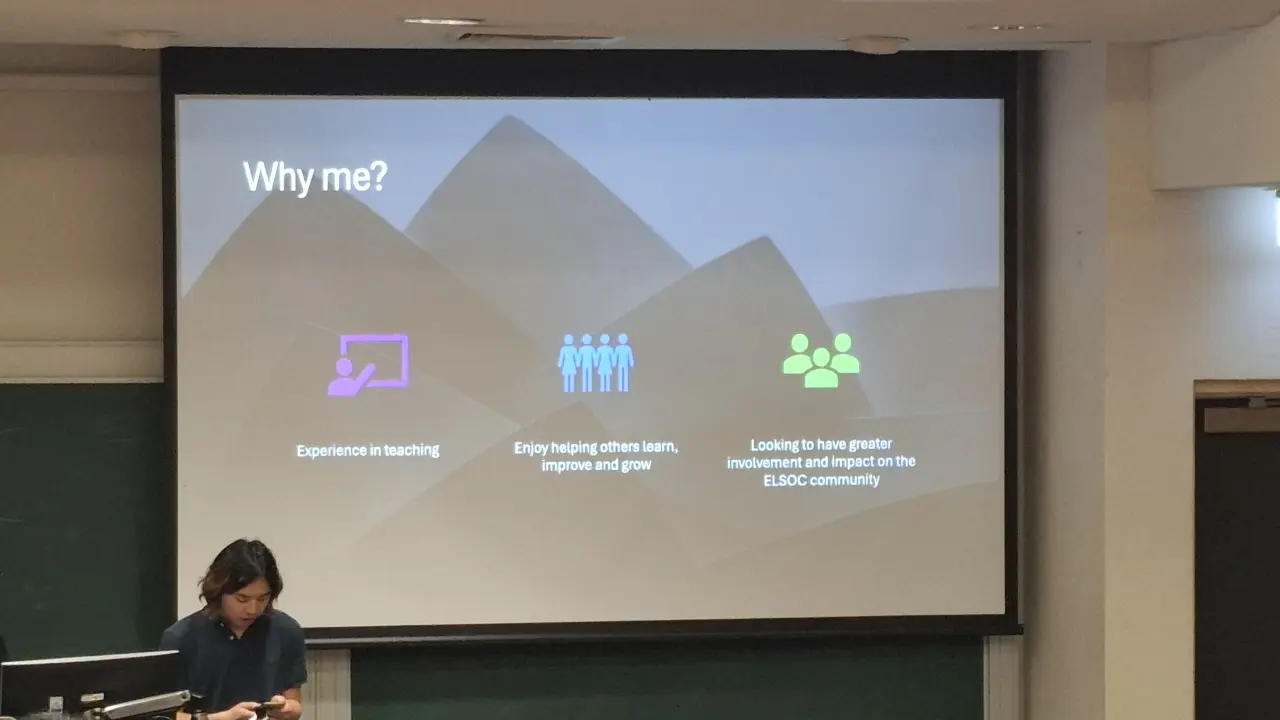 Why me?
Experience in teaching
Enjoy helping others learn,
improve and grow
Looking to have greater
involvement and impact on the
ELSOC community